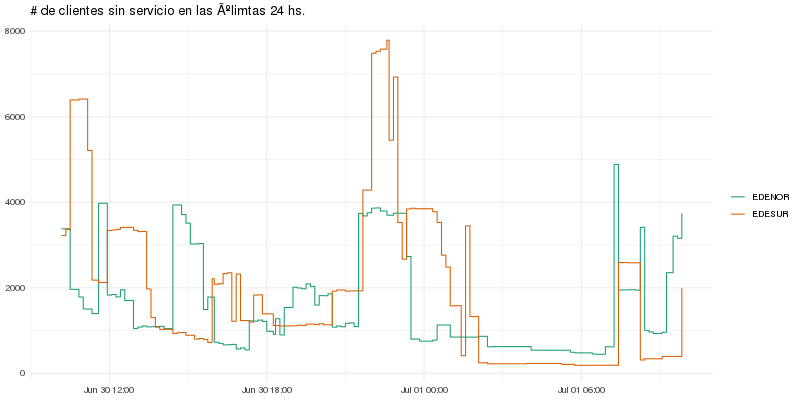 # de clientes sin servicio en las Ãºlimtas 24 hs.
8000
6000
4000
2000
0
Jun 30 12:00
Jun 30 18:00
Jul 01 00:00
Jul 01 06:00
EDENOR
EDESUR